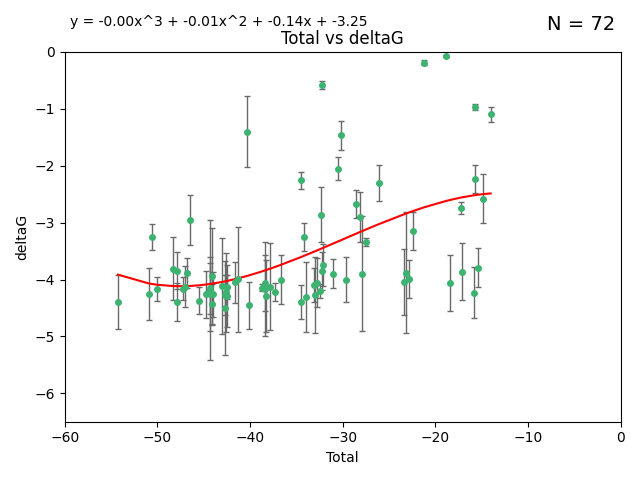 y = -0.00x^3 + -0.01x^2 + -0.14x + -3.25
N = 72
Total vs deltaG
0
−1
−2
−3
−4
−5
−6
deltaG
−60 −50 −40 −30 −20 −10 0
Total